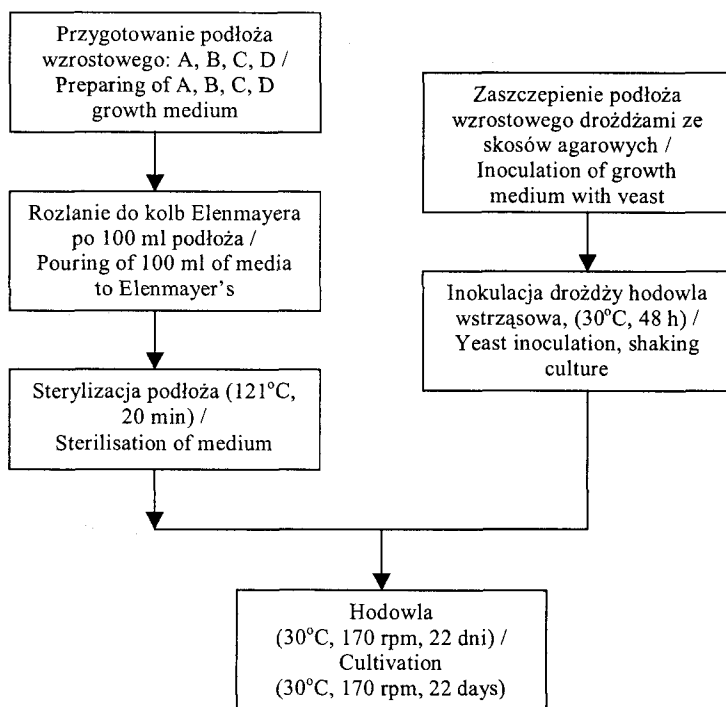 Przygotowanie podłoża
wzrostowego: A, B, C, D /
Preparing of A, B, C, D
growth medium
Rozlanie do kolb Elenmayera
po 100 ml podłoża /
Pouring of 100 ml of media
to Elenmayer's
Sterylizacja podłoża (121°C,
20 min) /
Sterilisation of medium
Zaszczepienie podłoża
wzrostowego drożdżami ze
skosów agarowych /
Inoculation of growth
medium with yeast
Inokulacja drożdży hodowla
wstrząsowa, (30°C, 48 h) /
Yeast inoculation, shaking
culture
Hodowla
(30°C, 170 rpm, 22 dni) /
Cultivation
(30°C, 170 rpm, 22 days)